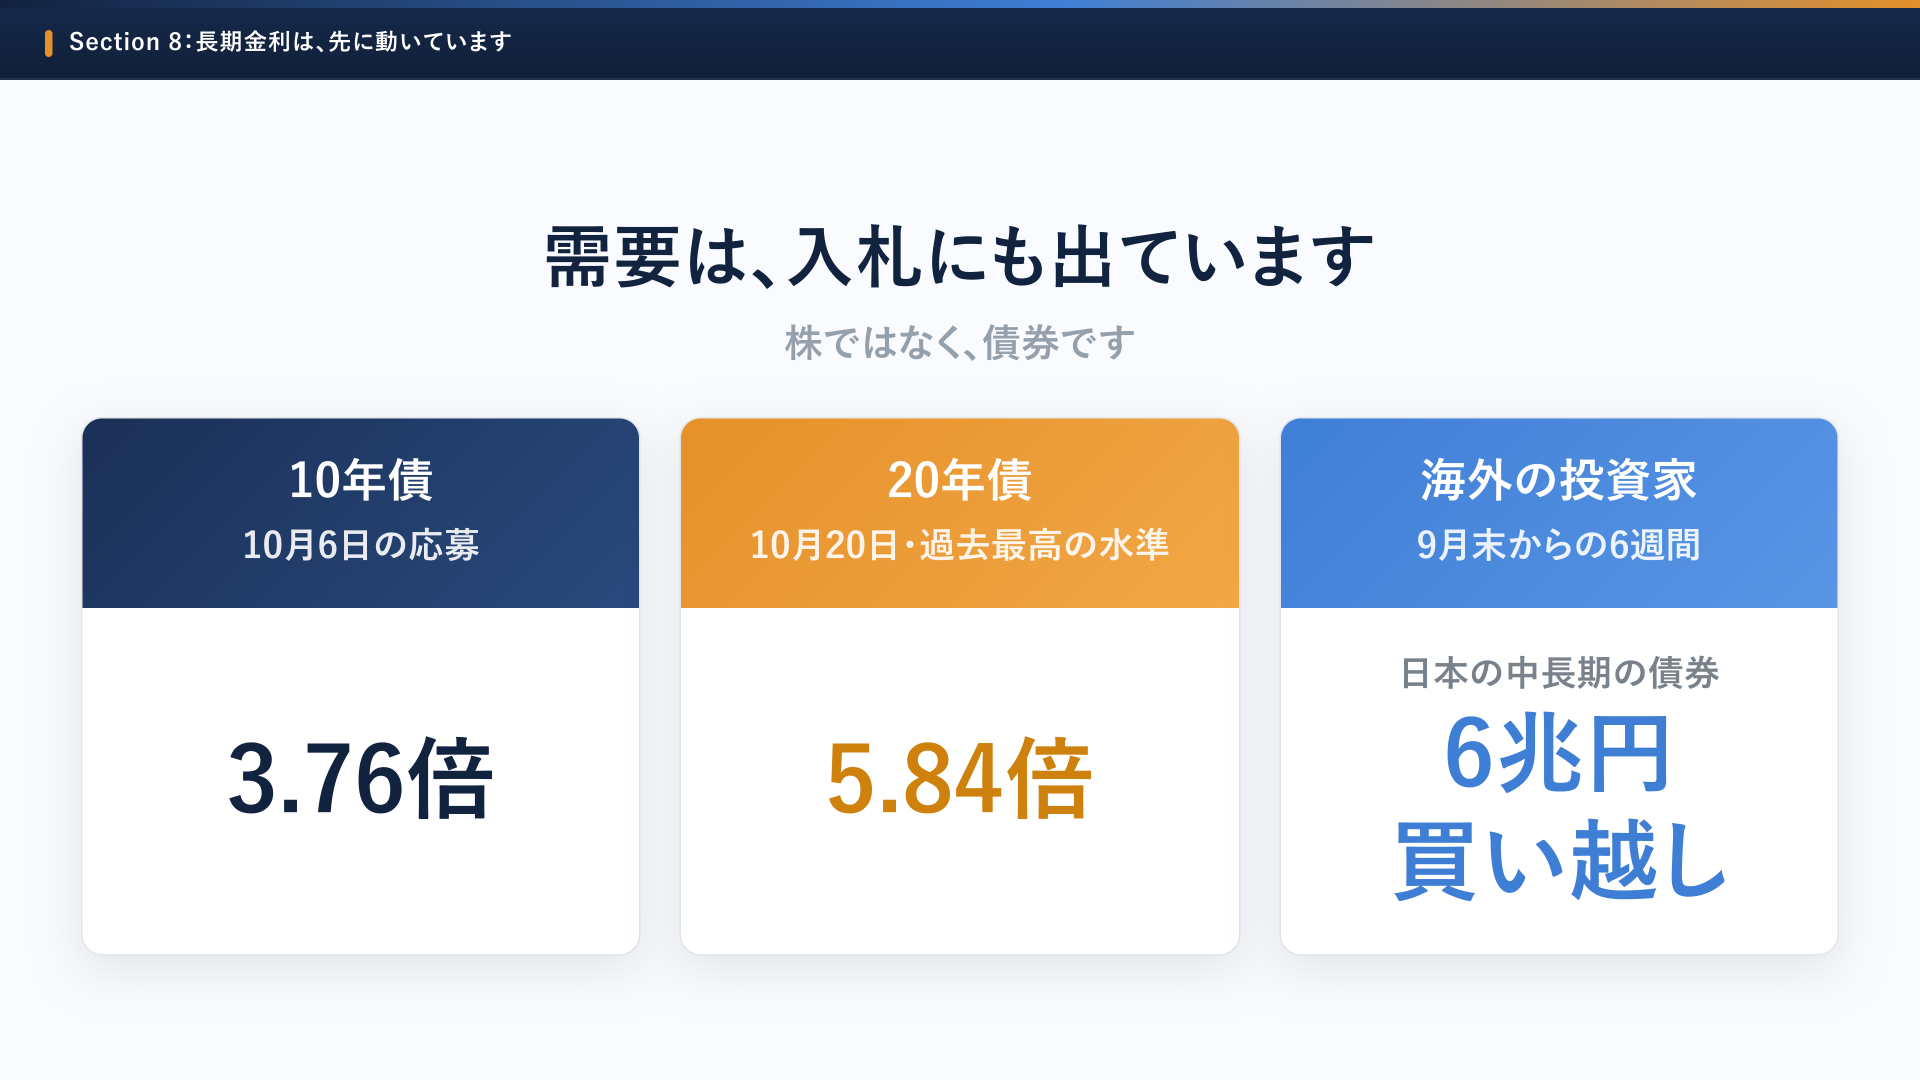 Section 8：長期金利は、先に動いています
需要は、入札にも出ています
株ではなく、債券です
10年債
10月6日の応募
3.76倍
20年債
10月20日・過去最高の水準
5.84倍
海外の投資家
9月末からの6週間
日本の中長期の債券
6兆円
買い越し